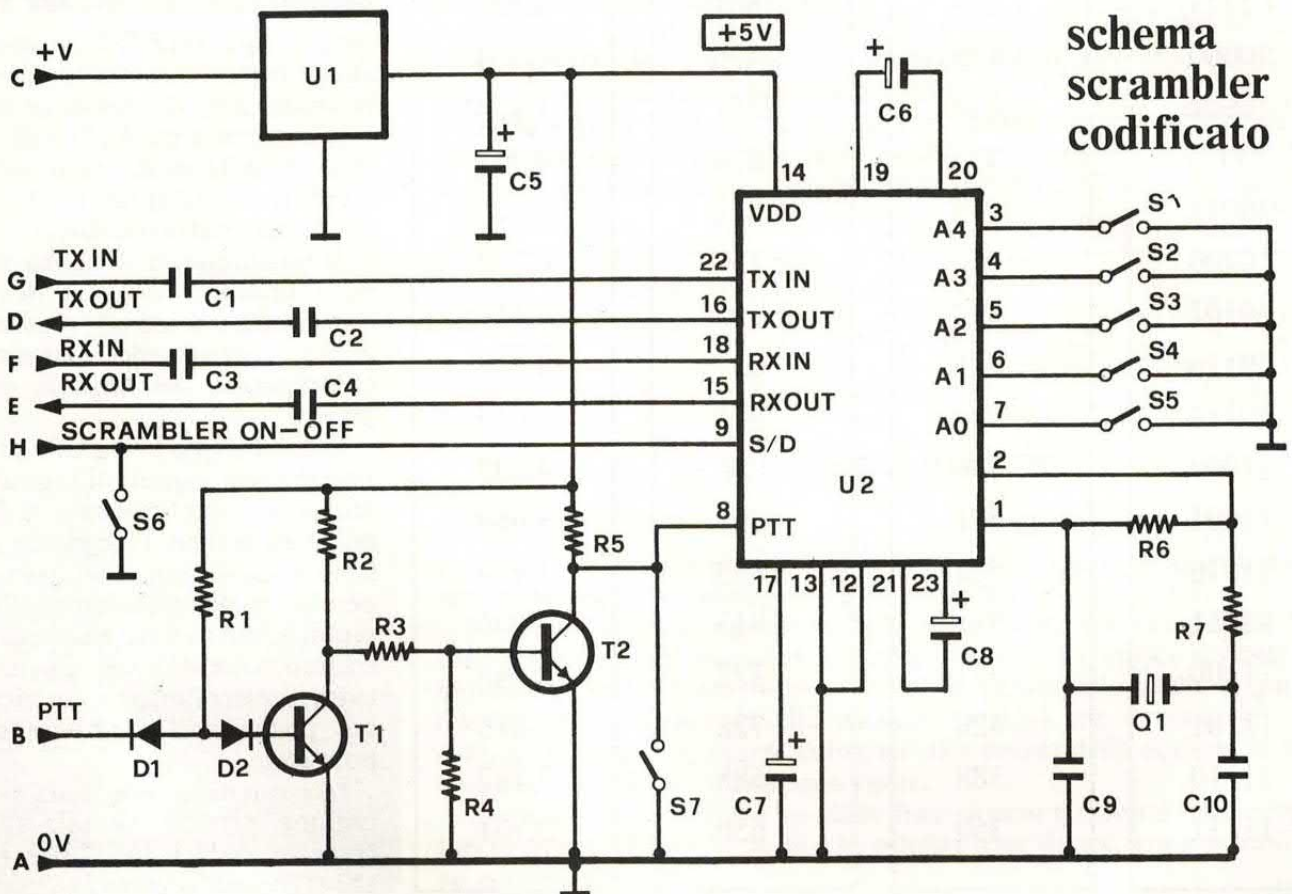 schema
scrambler
codificato
+5V
C +V
U1
C5
+
C6
+
14 19 20
VDD
G TX IN
C1
22
TX IN
D TX OUT
C2
16
TX OUT
F RX IN
C3
18
RX IN
E RX OUT
C4
15
RX OUT
H SCRAMBLER ON-OFF
9
S/D
8
PTT
U2
A4 3 S1
A3 4 S2
A2 5 S3
A1 6 S4
A0 7 S5
2
1
S6
R1
R2
R3
R4
R5
R6
R7
T1
T2
B PTT
D1
D2
S7
17 13 12 21 23
+
C7
+
C8
Q1
C9
C10
A 0V